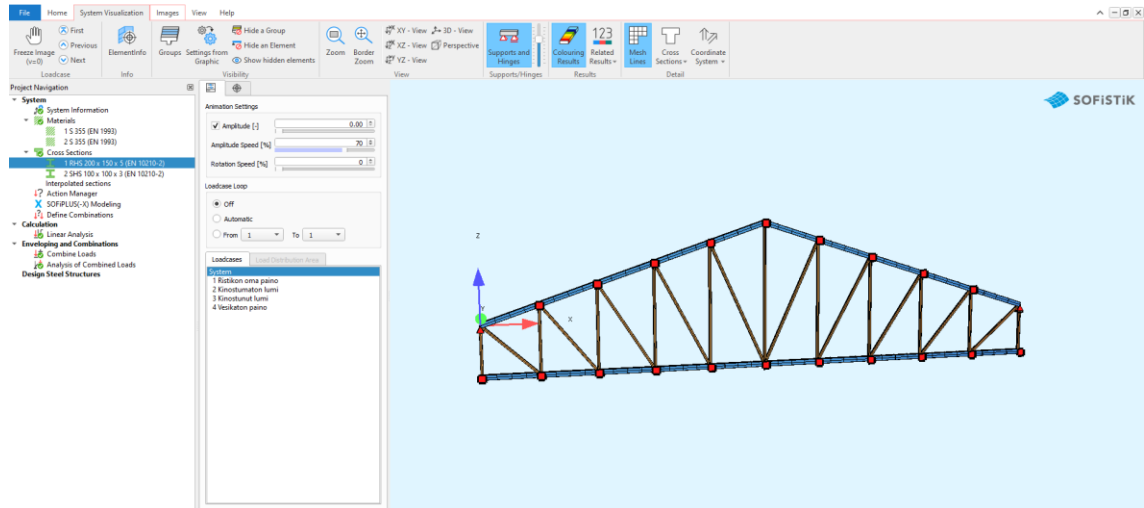 File Home System Visualization Images View Help
Freeze Image (v=0)
First
Previous
Next
Loadcase
ElementInfo
Info
Groups
Settings from Graphic
Hide a Group
Hide an Element
Show hidden elements
Visibility
Zoom
Border Zoom
XY - View
XZ - View
YZ - View
3D - View
Perspective
View
Supports and Hinges
Supports/Hinges
Colouring Results
123
Related Results
Results
Mesh Lines
Cross Sections
Coordinate System
Detail
Project Navigation
System
System Information
Materials
1 S 355 (EN 1993)
2 S 355 (EN 1993)
Cross Sections
1 RHS 200 x 150 x 5 (EN 10210-2)
2 SHS 100 x 100 x 3 (EN 10210-2)
Interpolated sections
Action Manager
SOFiPLUS(-X) Modeling
Define Combinations
Calculation
Linear Analysis
Enveloping and Combinations
Combine Loads
Analysis of Combined Loads
Design Steel Structures
Animation Settings
Amplitude [-] 0.00
Amplitude Speed [%] 70
Rotation Speed [%] 0
Loadcase Loop
Off
Automatic
From 1 To 1
Loadcases Load Distribution Area
System
1 Ristikon oma paino
2 Kinostumaton lumi
3 Kinostunut lumi
4 Vesikaton paino
SOFiSTiK
Z
Y
X